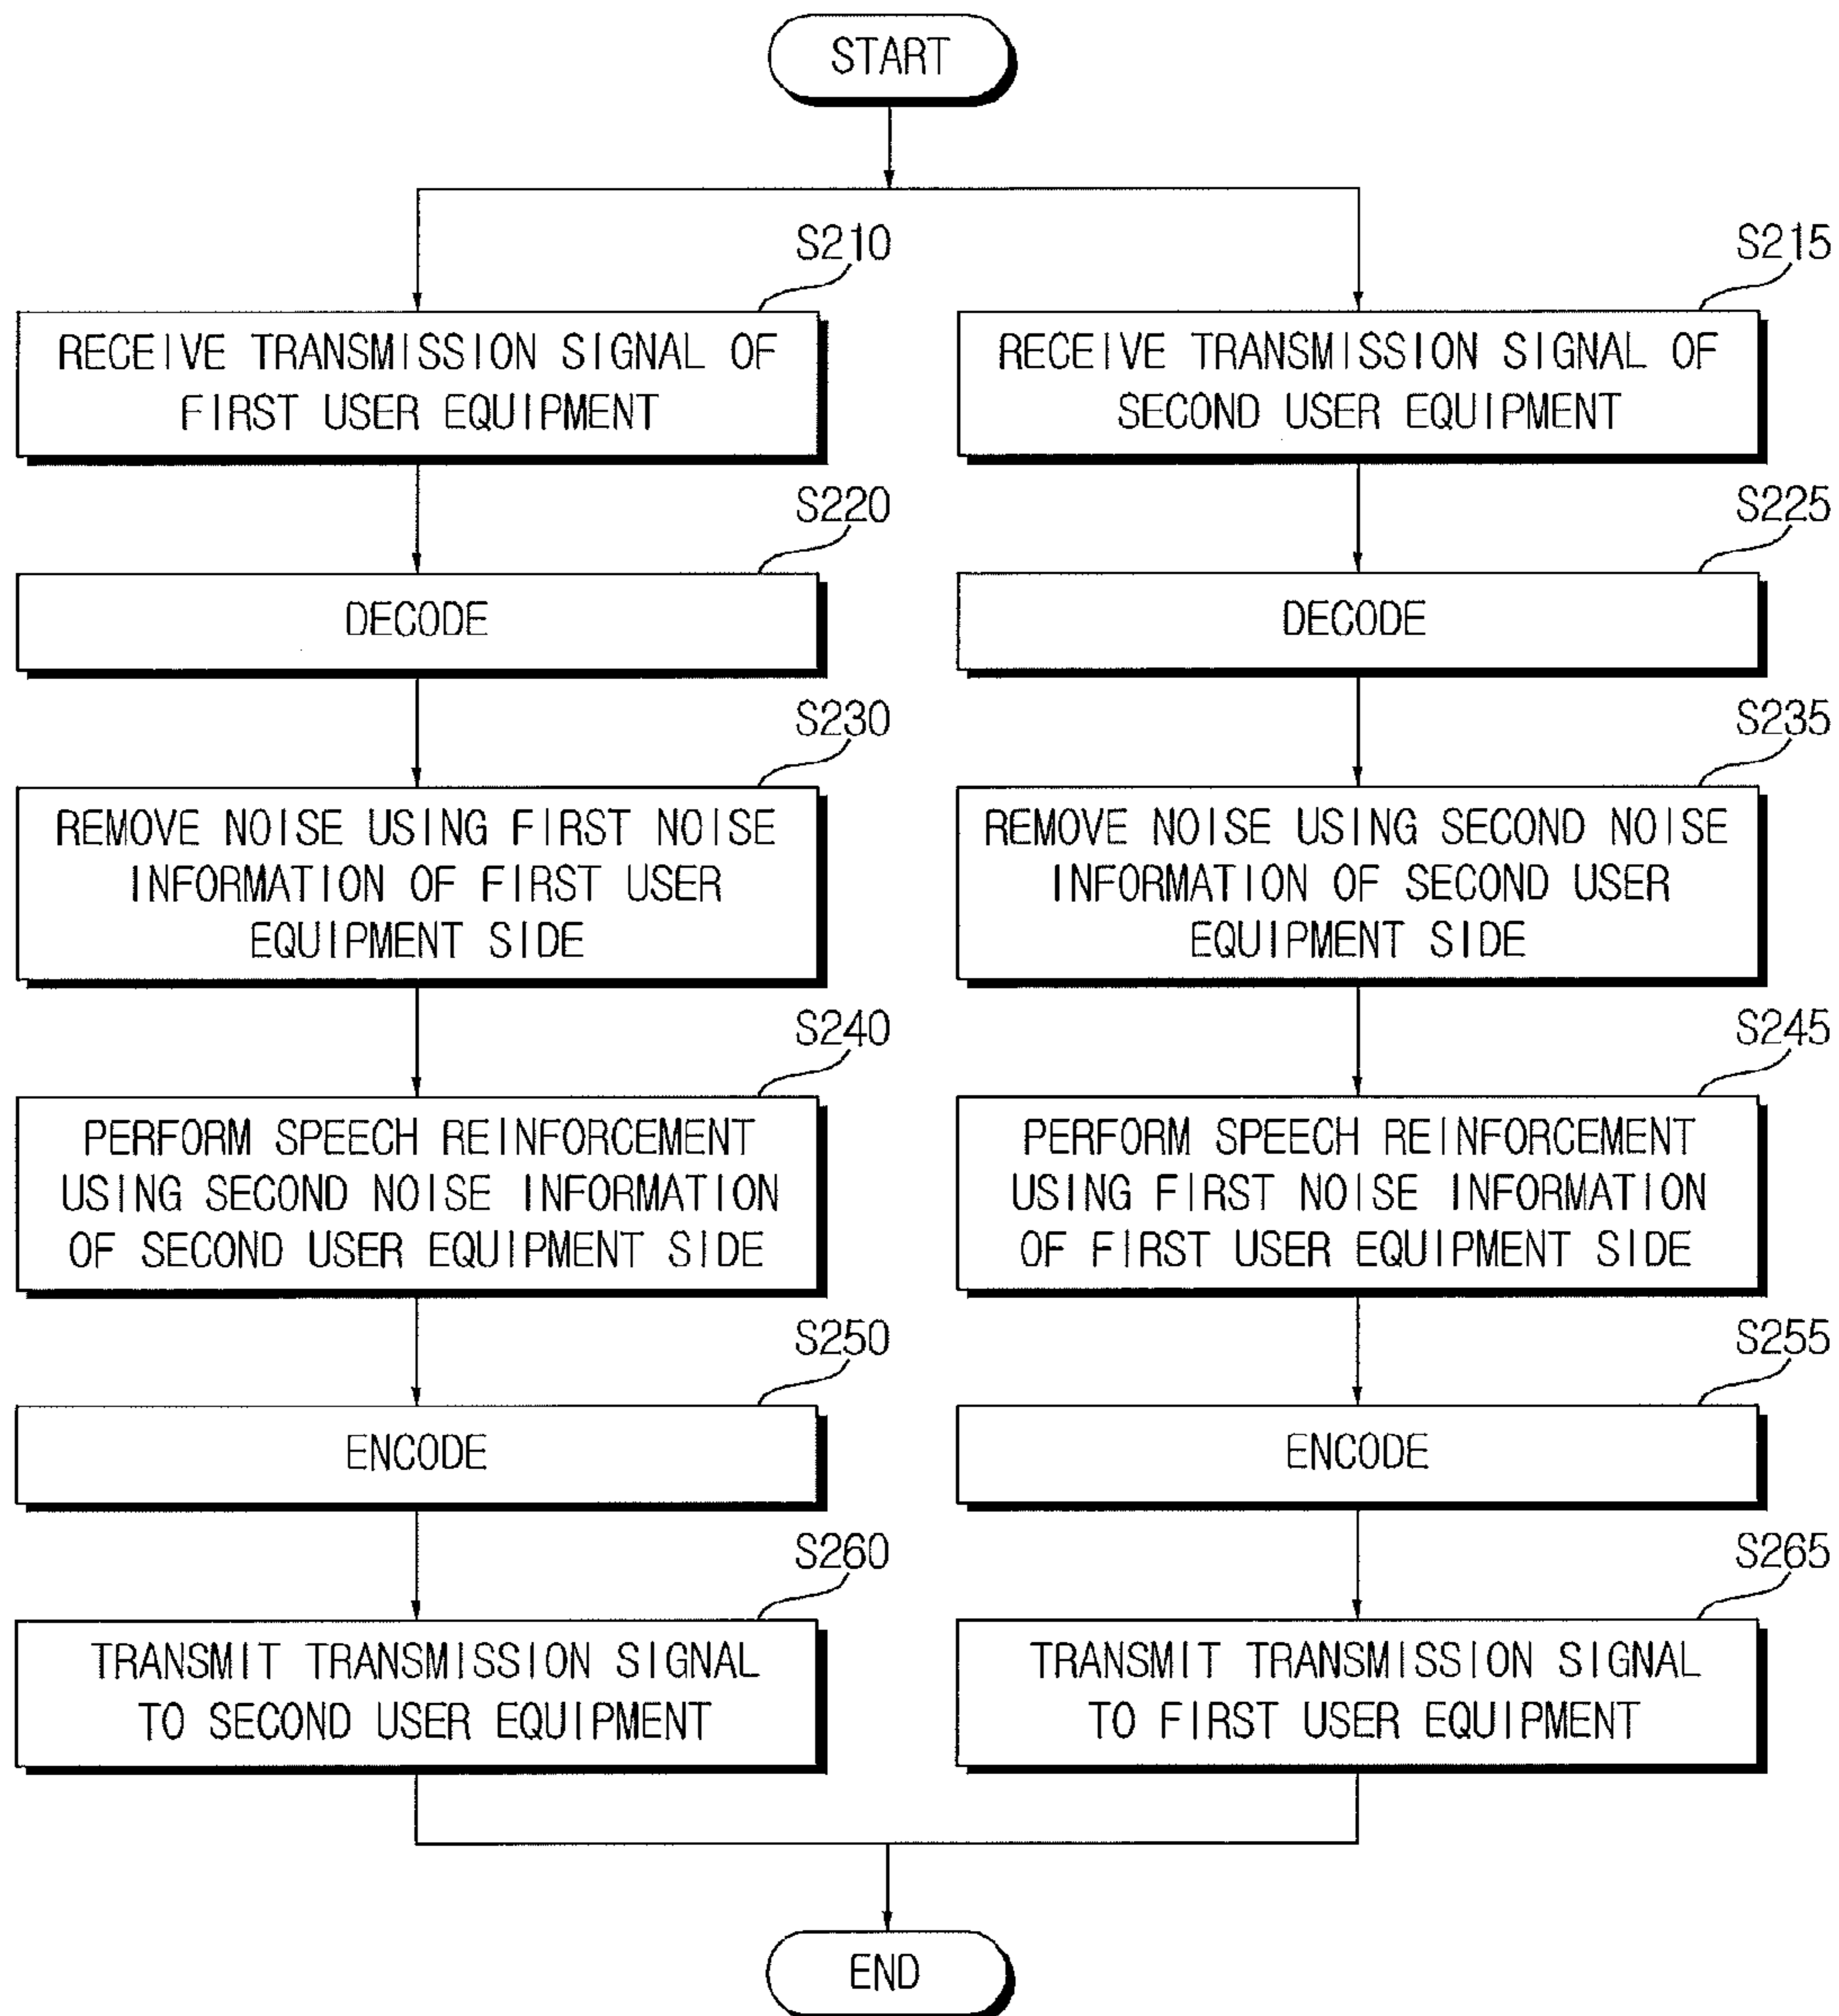 START
S210
RECEIVE TRANSMISSION SIGNAL OF
FIRST USER EQUIPMENT
S220
DECODE
S230
REMOVE NOISE USING FIRST NOISE
INFORMATION OF FIRST USER
EQUIPMENT SIDE
S240
PERFORM SPEECH REINFORCEMENT
USING SECOND NOISE INFORMATION
OF SECOND USER EQUIPMENT SIDE
S250
ENCODE
S260
TRANSMIT TRANSMISSION SIGNAL
TO SECOND USER EQUIPMENT
S215
RECEIVE TRANSMISSION SIGNAL OF
SECOND USER EQUIPMENT
S225
DECODE
S235
REMOVE NOISE USING SECOND NOISE
INFORMATION OF SECOND USER
EQUIPMENT SIDE
S245
PERFORM SPEECH REINFORCEMENT
USING FIRST NOISE INFORMATION
OF FIRST USER EQUIPMENT SIDE
S255
ENCODE
S265
TRANSMIT TRANSMISSION SIGNAL
TO FIRST USER EQUIPMENT
END